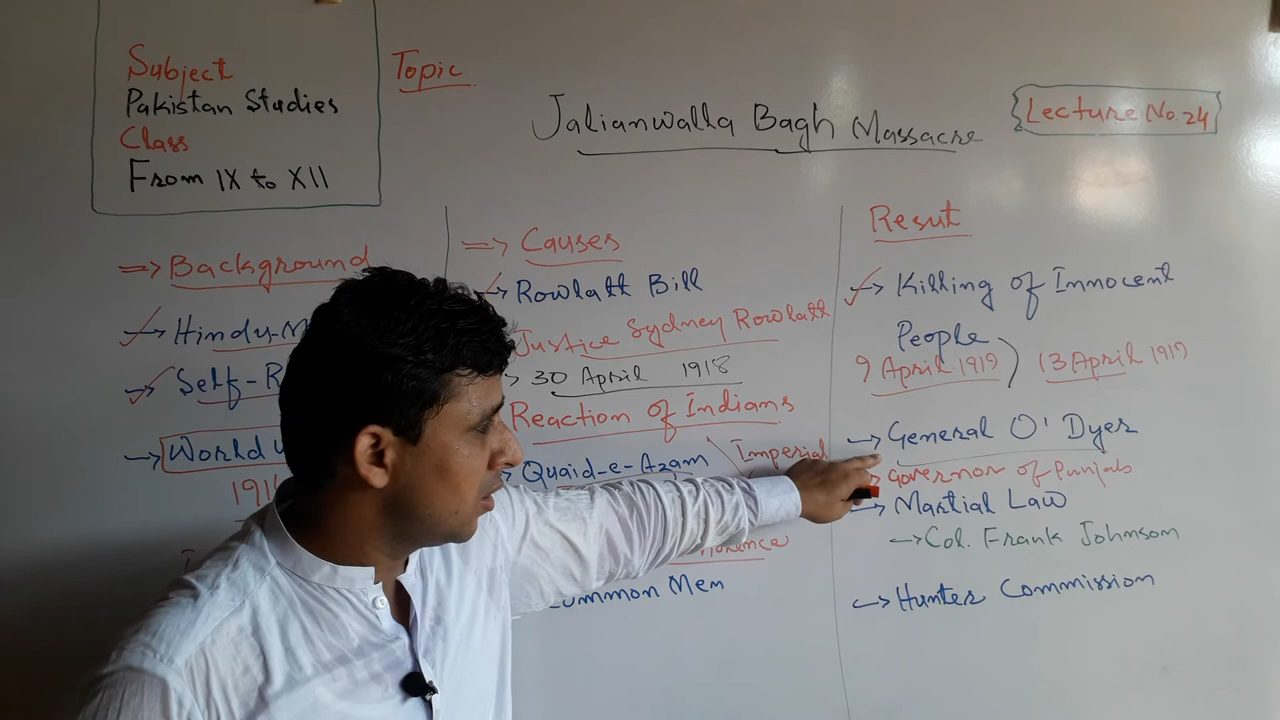 Subject
Pakistan Studies
Class
From IX to XII
Topic
Jalianwalla Bagh Massacre
Lecture No.24
=> Background
→ Hindu-M
→ Self-R
→ World
191
=> Causes
→ Rowlatt Bill
Justice Sydney Rowlatt
30 April 1918
Reaction of Indians
Quaid-e-Azam
Imperial
Common Men
Result
→ Killing of Innocent
People
9 April 1919) 13 April 1919
→ General O' Dyer
Governor of Punjab
→ Martial Law
→ Col. Frank Johnson
→ Hunter Commission